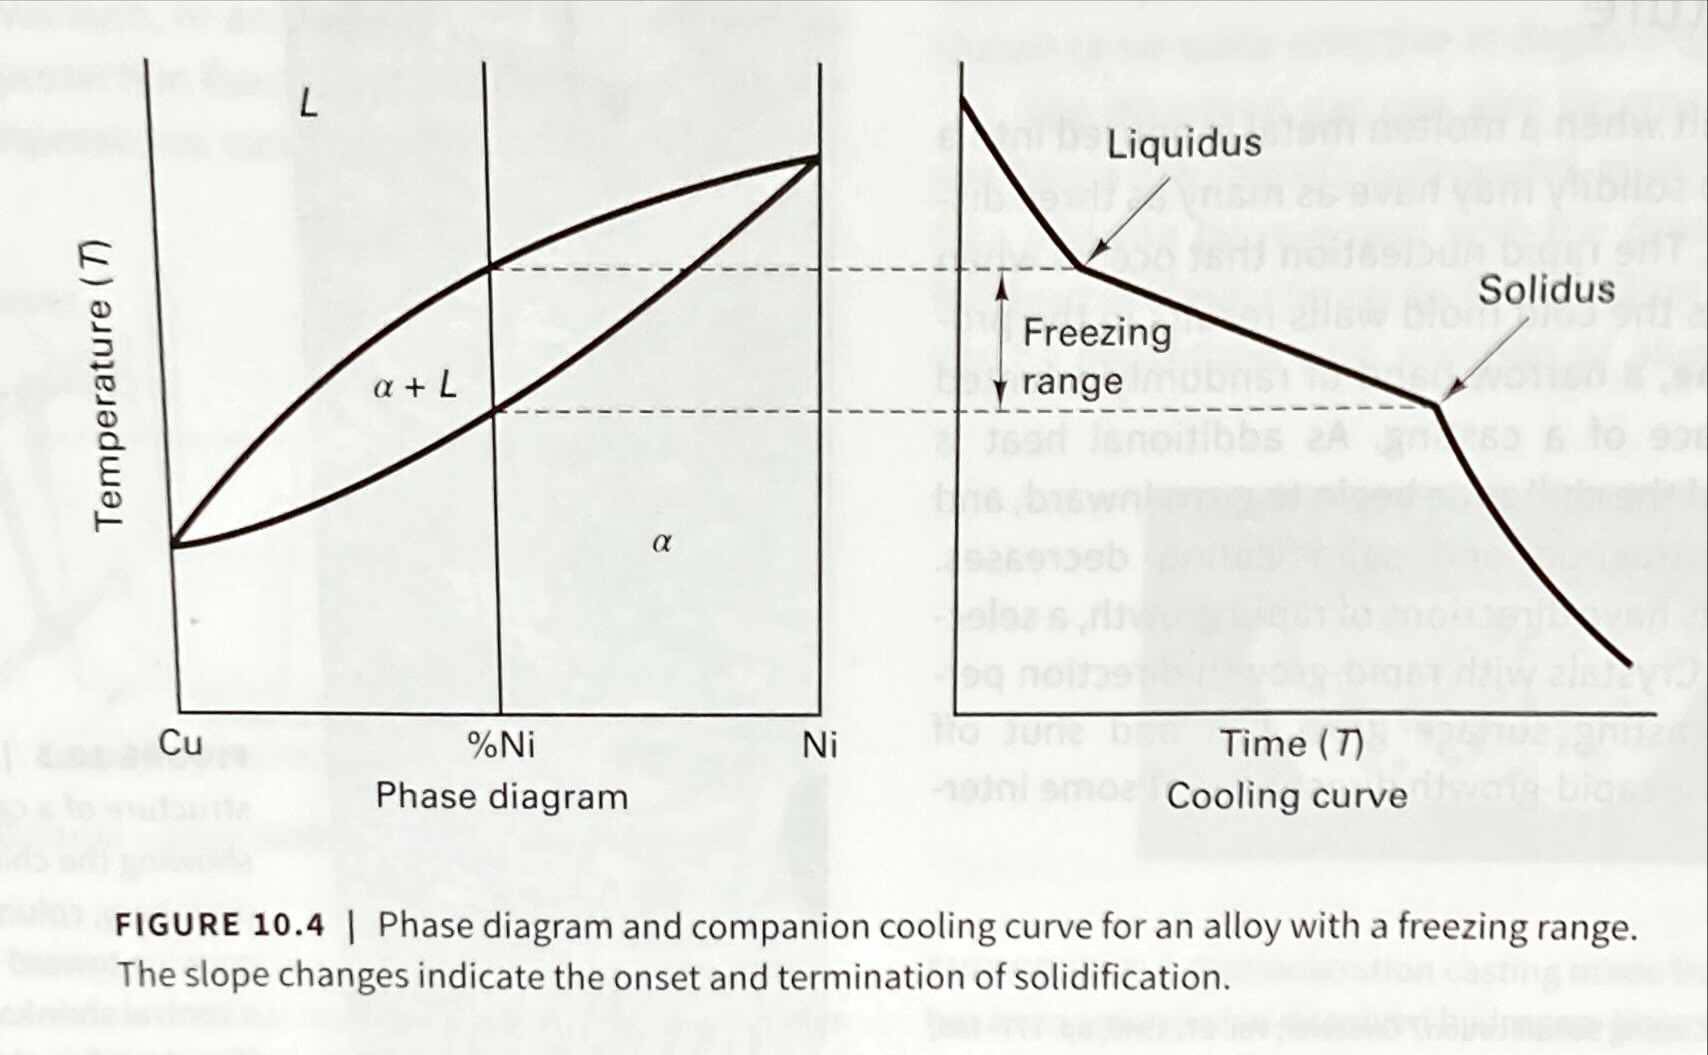 L
Liquidus
Solidus
Freezing
range
Temperature (T)
α + L
α
Cu
%Ni
Ni
Time (T)
Phase diagram
Cooling curve
FIGURE 10.4 | Phase diagram and companion cooling curve for an alloy with a freezing range.
The slope changes indicate the onset and termination of solidification.